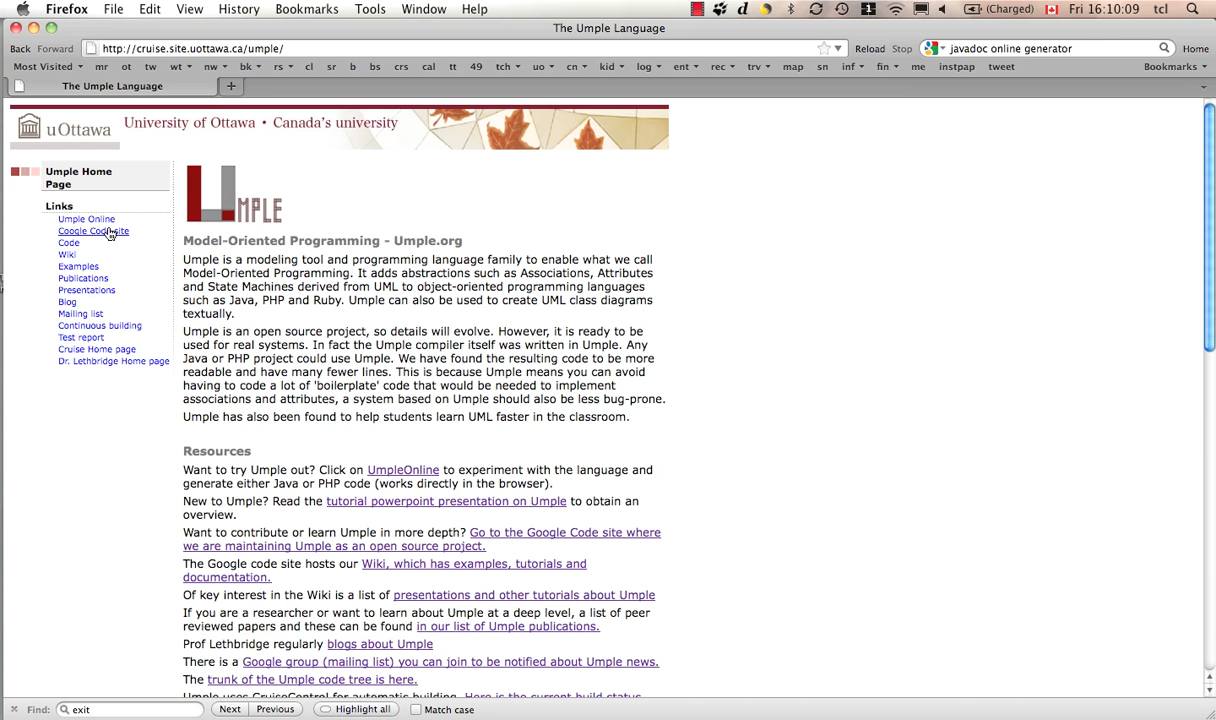 Firefox File Edit View History Bookmarks Tools Window Help (Charged) Fri 16:10:09 tcl
The Umple Language
Back Forward http://cruise.site.uottawa.ca/umple/ Reload Stop javadoc online generator Home
Most Visited mr ot tw wt nw bk rs cl sr b bs crs cal tt 49 tch uo cn kid log ent rec trv map sn inf fin me instpap tweet Bookmarks
The Umple Language
uOttawa University of Ottawa • Canada's university
Umple Home
Page
Links
Umple Online
Google Code site
Code
Wiki
Examples
Publications
Presentations
Blog
Mailing list
Continuous building
Test report
Cruise Home page
Dr. Lethbridge Home page
UMPLE
Model-Oriented Programming - Umple.org
Umple is a modeling tool and programming language family to enable what we call
Model-Oriented Programming. It adds abstractions such as Associations, Attributes
and State Machines derived from UML to object-oriented programming languages
such as Java, PHP and Ruby. Umple can also be used to create UML class diagrams
textually.
Umple is an open source project, so details will evolve. However, it is ready to be
used for real systems. In fact the Umple compiler itself was written in Umple. Any
Java or PHP project could use Umple. We have found the resulting code to be more
readable and have many fewer lines. This is because Umple means you can avoid
having to code a lot of 'boilerplate' code that would be needed to implement
associations and attributes, a system based on Umple should also be less bug-prone.
Umple has also been found to help students learn UML faster in the classroom.
Resources
Want to try Umple out? Click on UmpleOnline to experiment with the language and
generate either Java or PHP code (works directly in the browser).
New to Umple? Read the tutorial powerpoint presentation on Umple to obtain an
overview.
Want to contribute or learn Umple in more depth? Go to the Google Code site where
we are maintaining Umple as an open source project.
The Google code site hosts our Wiki, which has examples, tutorials and
documentation.
Of key interest in the Wiki is a list of presentations and other tutorials about Umple
If you are a researcher or want to learn about Umple at a deep level, a list of peer
reviewed papers and these can be found in our list of Umple publications.
Prof Lethbridge regularly blogs about Umple
There is a Google group (mailing list) you can join to be notified about Umple news.
The trunk of the Umple code tree is here.
Umple uses CruiseControl for automatic building. Here is the current build status
Find: exit Next Previous Highlight all Match case